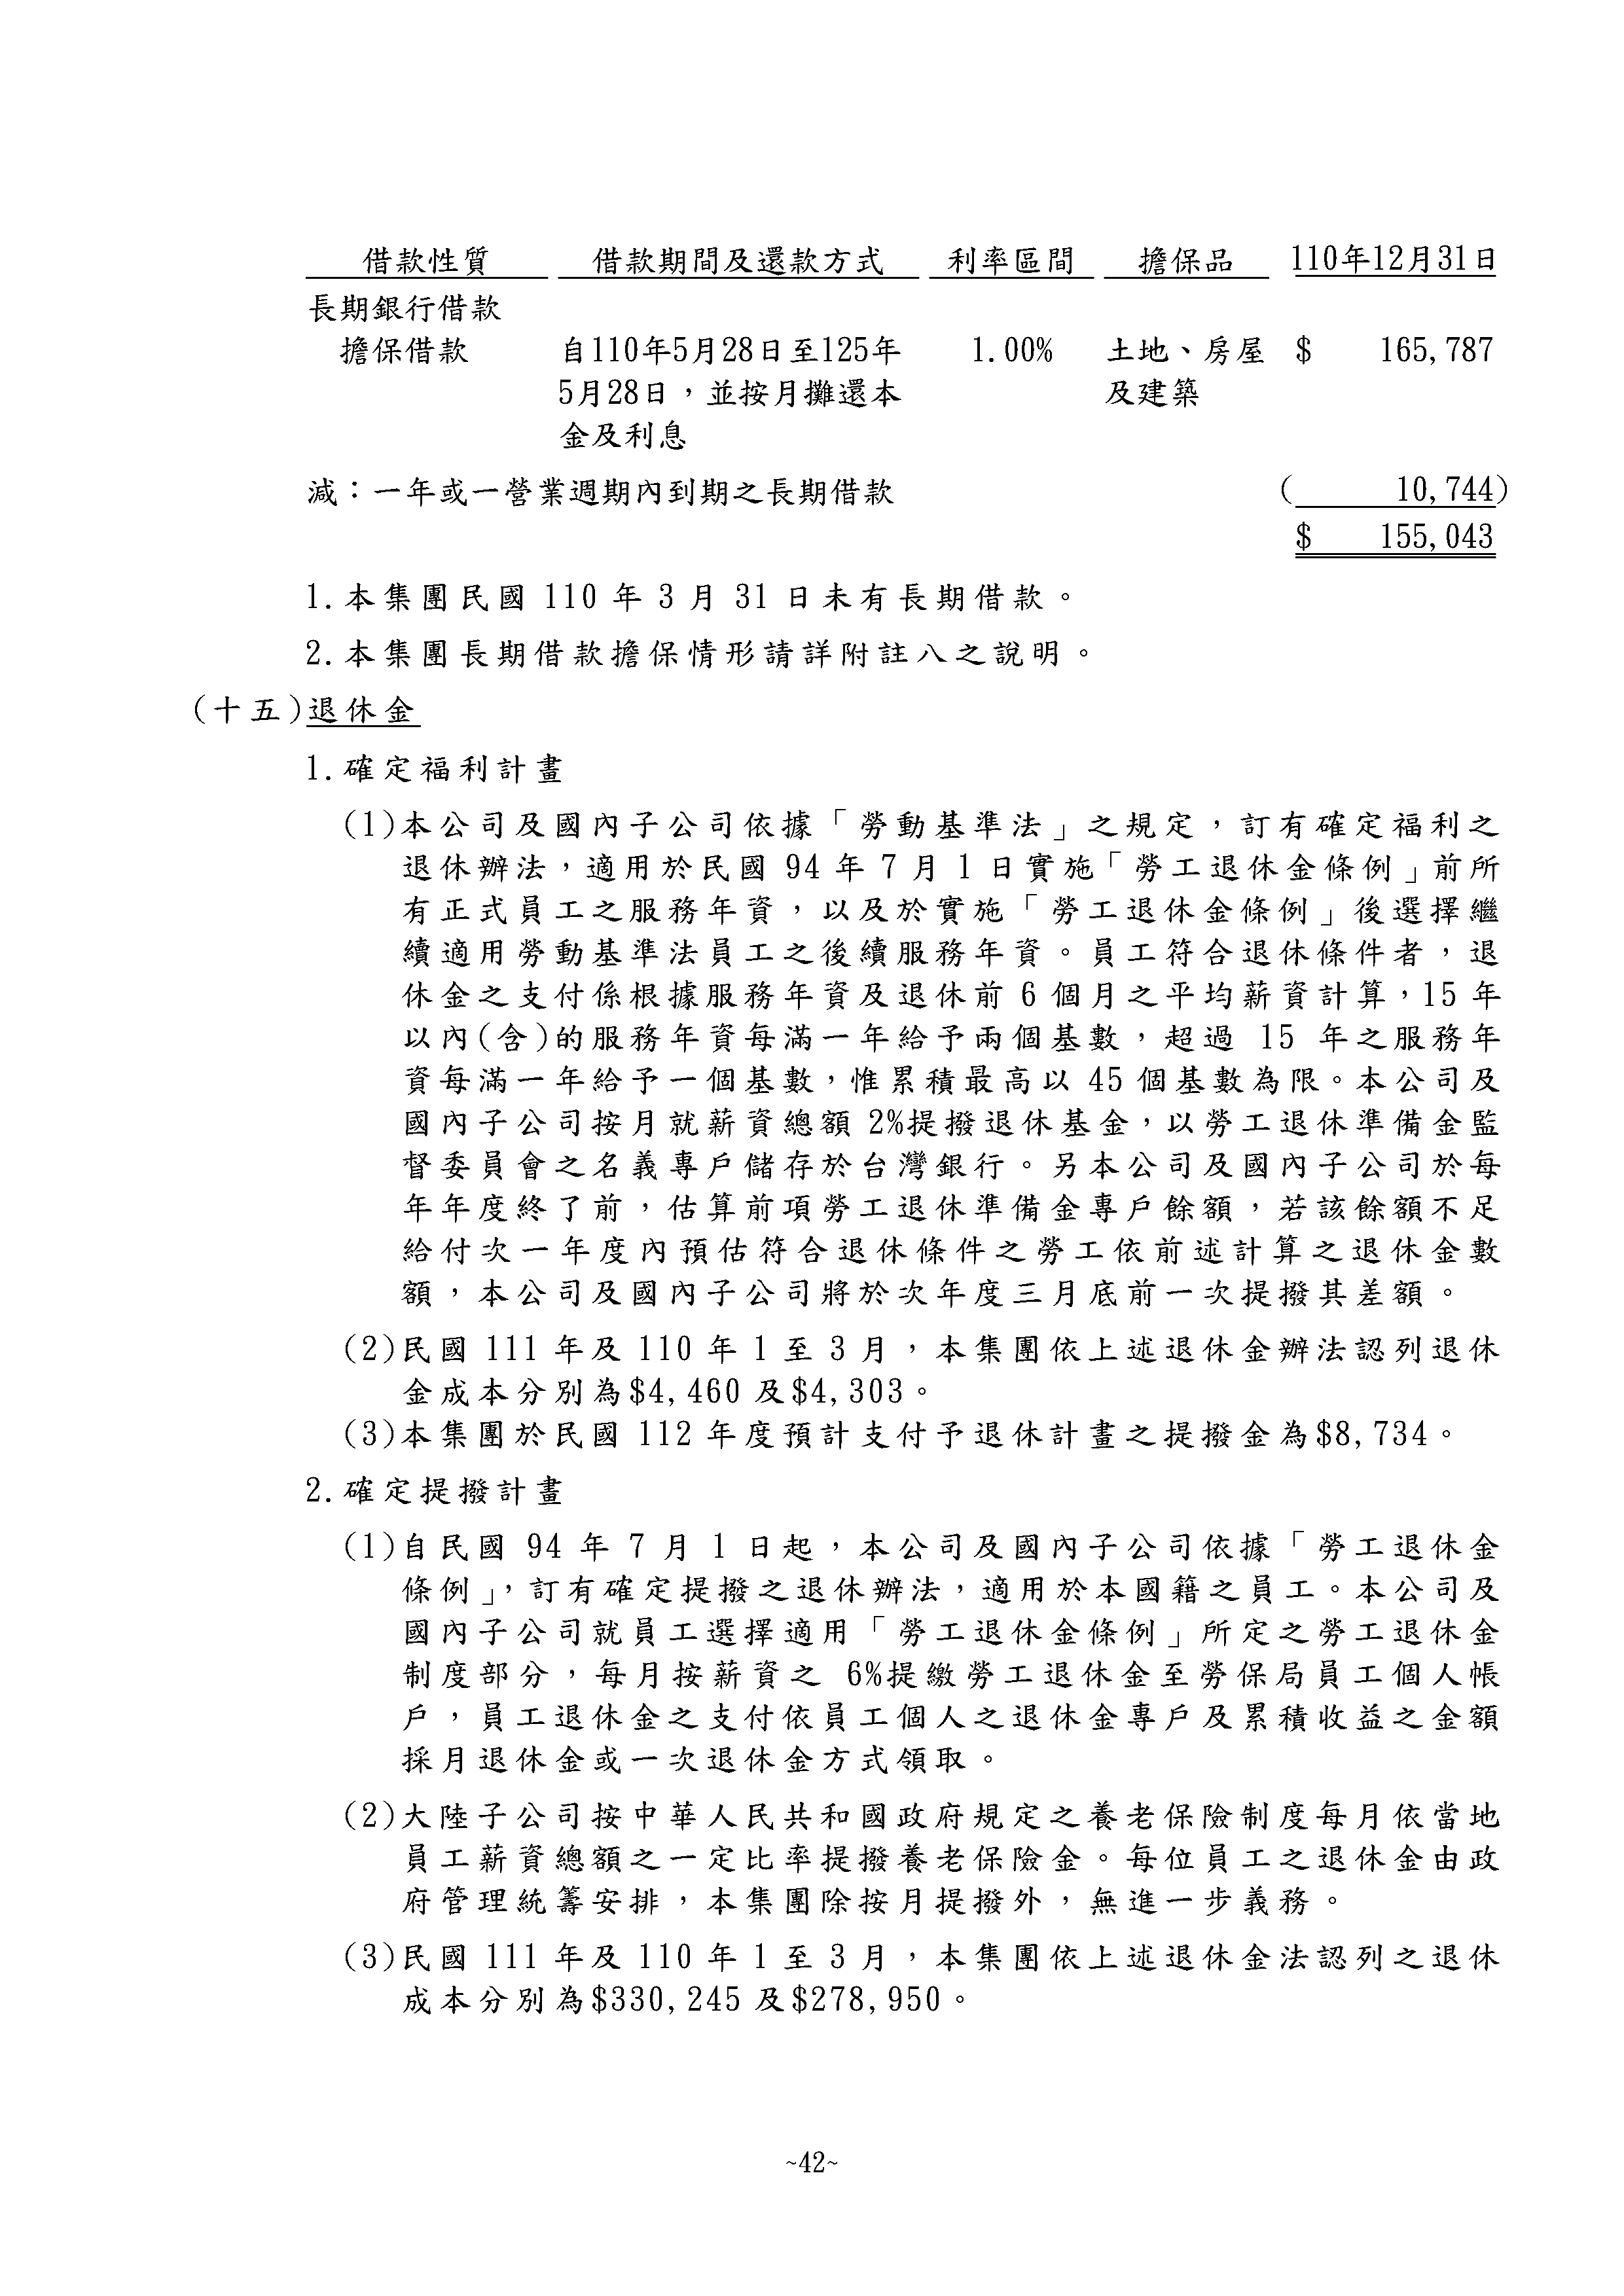 借款性質 借款期間及還款方式 利率區間 擔保品 110年12月31日
長期銀行借款
擔保借款 自110年5月28日至125年 1.00% 土地、房屋 $ 165,787
5月28日，並按月攤還本 及建築
金及利息
減：一年或一營業週期內到期之長期借款 ( 10,744)
$ 155,043
1.本集團民國 110 年 3 月 31 日未有長期借款。
2.本集團長期借款擔保情形請詳附註八之說明。
(十五)退休金
1.確定福利計畫
(1)本公司及國內子公司依據「勞動基準法」之規定，訂有確定福利之
退休辦法，適用於民國 94 年 7 月 1 日實施「勞工退休金條例」前所
有正式員工之服務年資，以及於實施「勞工退休金條例」後選擇繼
續適用勞動基準法員工之後續服務年資。員工符合退休條件者，退
休金之支付係根據服務年資及退休前 6 個月之平均薪資計算，15 年
以內(含)的服務年資每滿一年給予兩個基數，超過 15 年之服務年
資每滿一年給予一個基數，惟累積最高以 45 個基數為限。本公司及
國內子公司按月就薪資總額 2%提撥退休基金，以勞工退休準備金監
督委員會之名義專戶儲存於台灣銀行。另本公司及國內子公司於每
年年度終了前，估算前項勞工退休準備金專戶餘額，若該餘額不足
給付次一年度內預估符合退休條件之勞工依前述計算之退休金數
額，本公司及國內子公司將於次年度三月底前一次提撥其差額。
(2)民國 111 年及 110 年 1 至 3 月，本集團依上述退休金辦法認列退休
金成本分別為$4,460 及$4,303。
(3)本集團於民國 112 年度預計支付予退休計畫之提撥金為$8,734。
2.確定提撥計畫
(1)自民國 94 年 7 月 1 日起，本公司及國內子公司依據「勞工退休金
條例」，訂有確定提撥之退休辦法，適用於本國籍之員工。本公司及
國內子公司就員工選擇適用「勞工退休金條例」所定之勞工退休金
制度部分，每月按薪資之 6%提繳勞工退休金至勞保局員工個人帳
戶，員工退休金之支付依員工個人之退休金專戶及累積收益之金額
採月退休金或一次退休金方式領取。
(2)大陸子公司按中華人民共和國政府規定之養老保險制度每月依當地
員工薪資總額之一定比率提撥養老保險金。每位員工之退休金由政
府管理統籌安排，本集團除按月提撥外，無進一步義務。
(3)民國 111 年及 110 年 1 至 3 月，本集團依上述退休金法認列之退休
成本分別為$330,245 及$278,950。
~42~